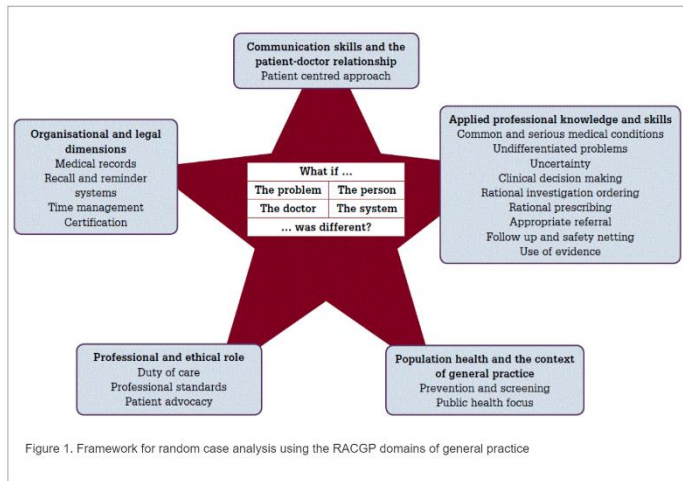 Communication skills and the
patient-doctor relationship
Patient centred approach
Organisational and legal
dimensions
Medical records
Recall and reminder
systems
Time management
Certification
Applied professional knowledge and skills
Common and serious medical conditions
Undifferentiated problems
Uncertainty
Clinical decision making
Rational investigation ordering
Rational prescribing
Appropriate referral
Follow up and safety netting
Use of evidence
What if ...
The problem The person
The doctor The system
... was different?
Professional and ethical role
Duty of care
Professional standards
Patient advocacy
Population health and the context
of general practice
Prevention and screening
Public health focus
Figure 1. Framework for random case analysis using the RACGP domains of general practice